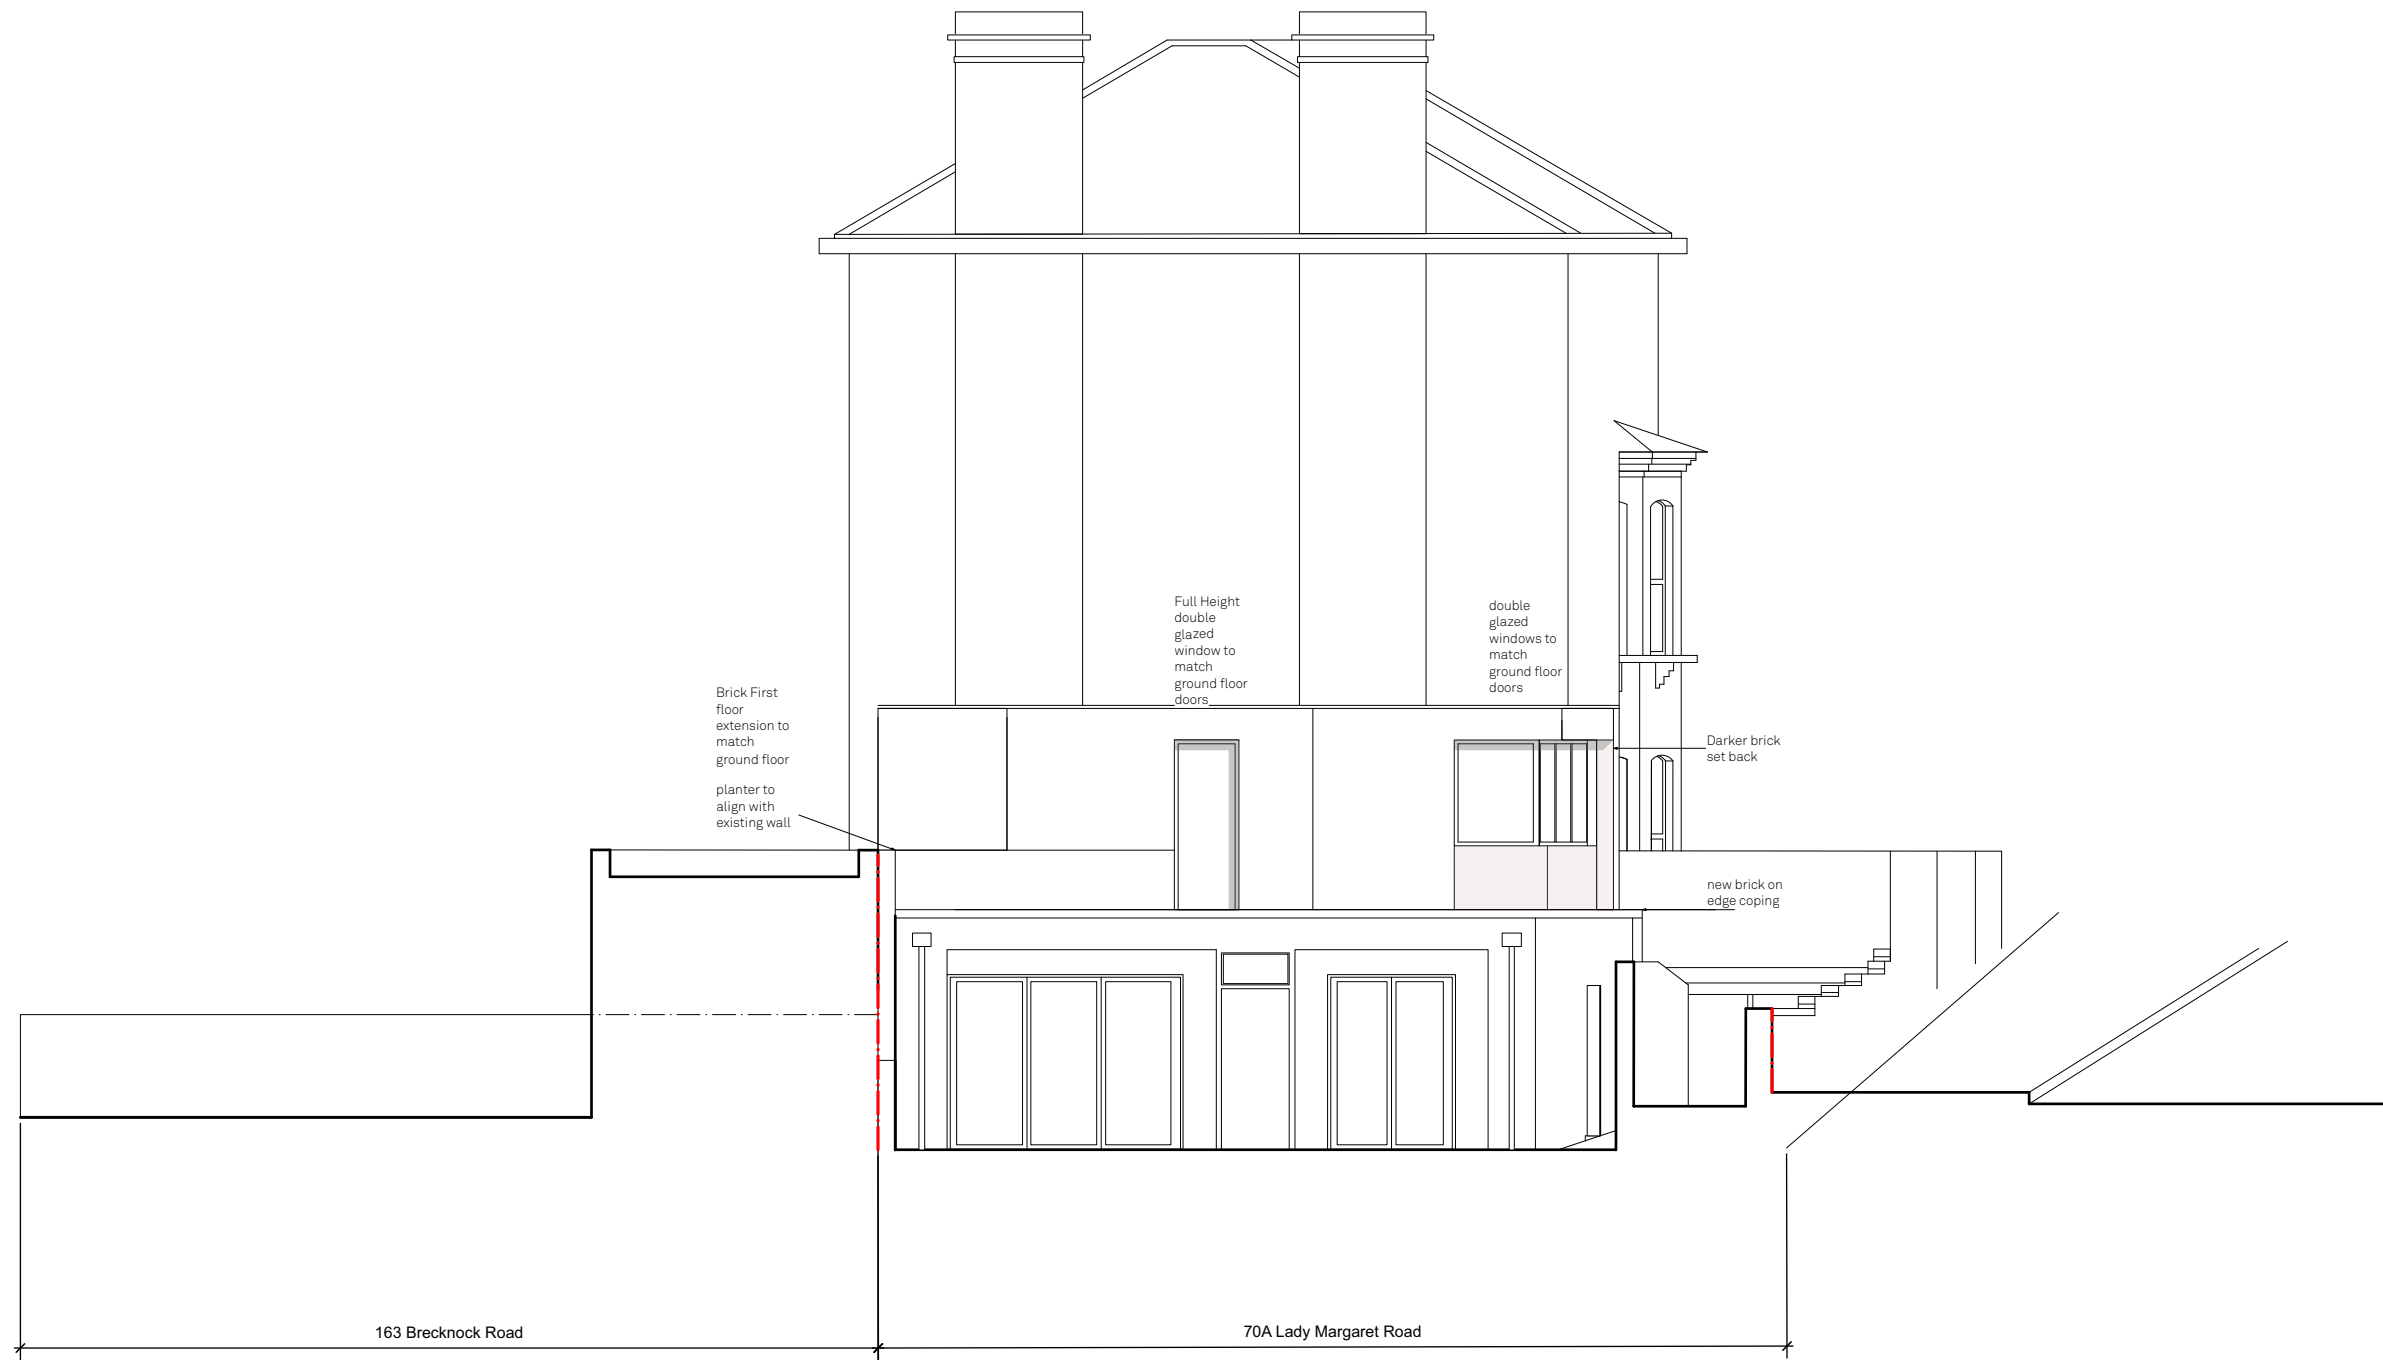 Full Height
double
glazed
window to
match
ground floor
doors
double
glazed
windows to
match
ground floor
doors
Brick First
floor
extension to
match
ground floor
planter to
align with
existing wall
Darker brick
set back
new brick on
edge coping
163 Brecknock Road
70A Lady Margaret Road